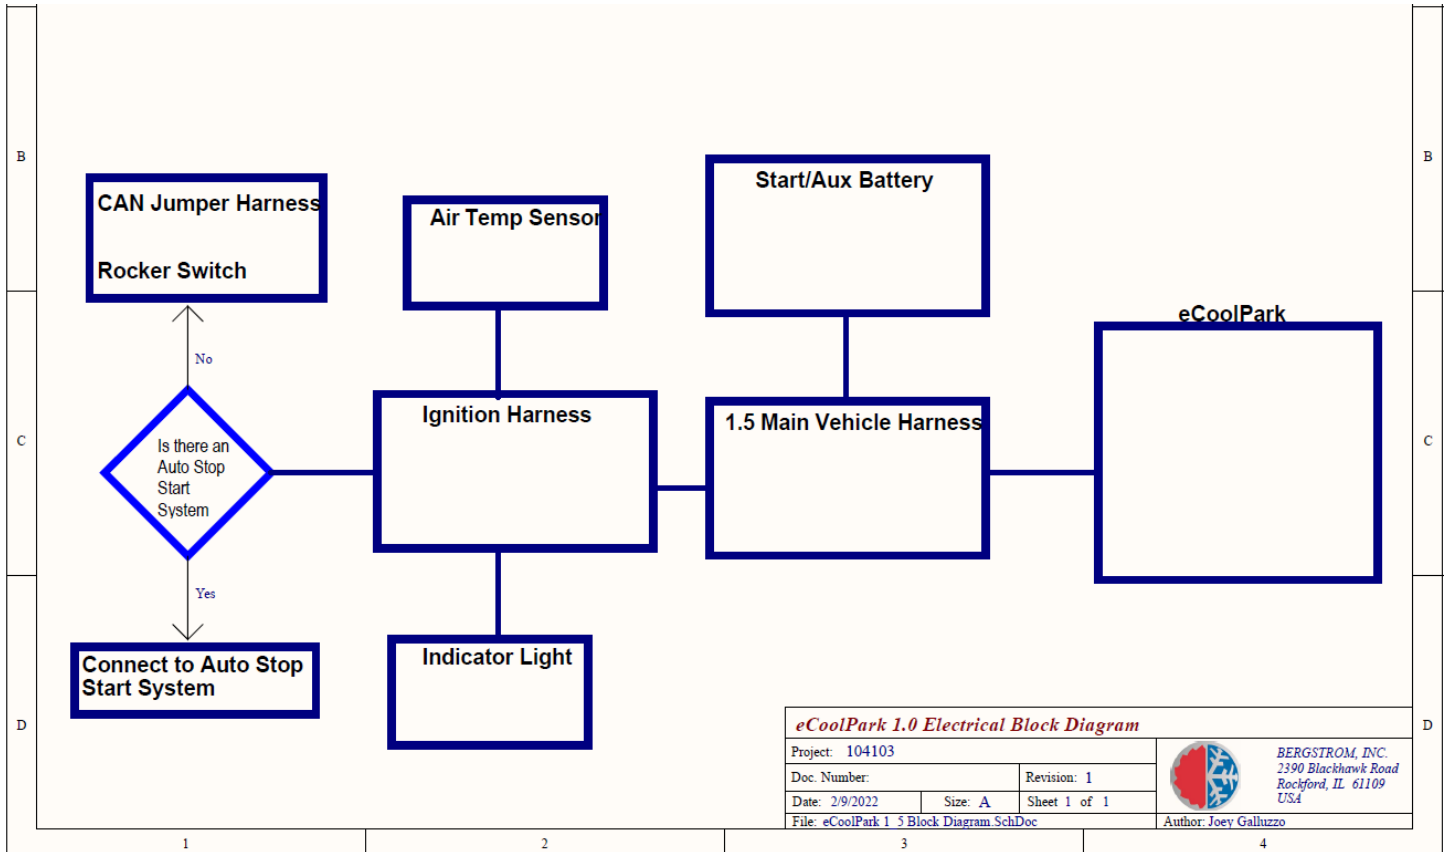 B
B
CAN Jumper Harness
Rocker Switch
Air Temp Sensor
Start/Aux Battery
eCoolPark
No
Is there an
Auto Stop
Start
System
Ignition Harness
1.5 Main Vehicle Harness
C
C
Yes
Connect to Auto Stop
Start System
Indicator Light
D
D
eCoolPark 1.0 Electrical Block Diagram
Project: 104103
Doc. Number:
Revision: 1
Date: 2/9/2022
Size: A
Sheet 1 of 1
File: eCoolPark 1 5 Block Diagram.SchDoc
BERGSTROM, INC.
2390 Blackhawk Road
Rockford, IL 61109
USA
Author: Joey Galluzzo
1
2
3
4